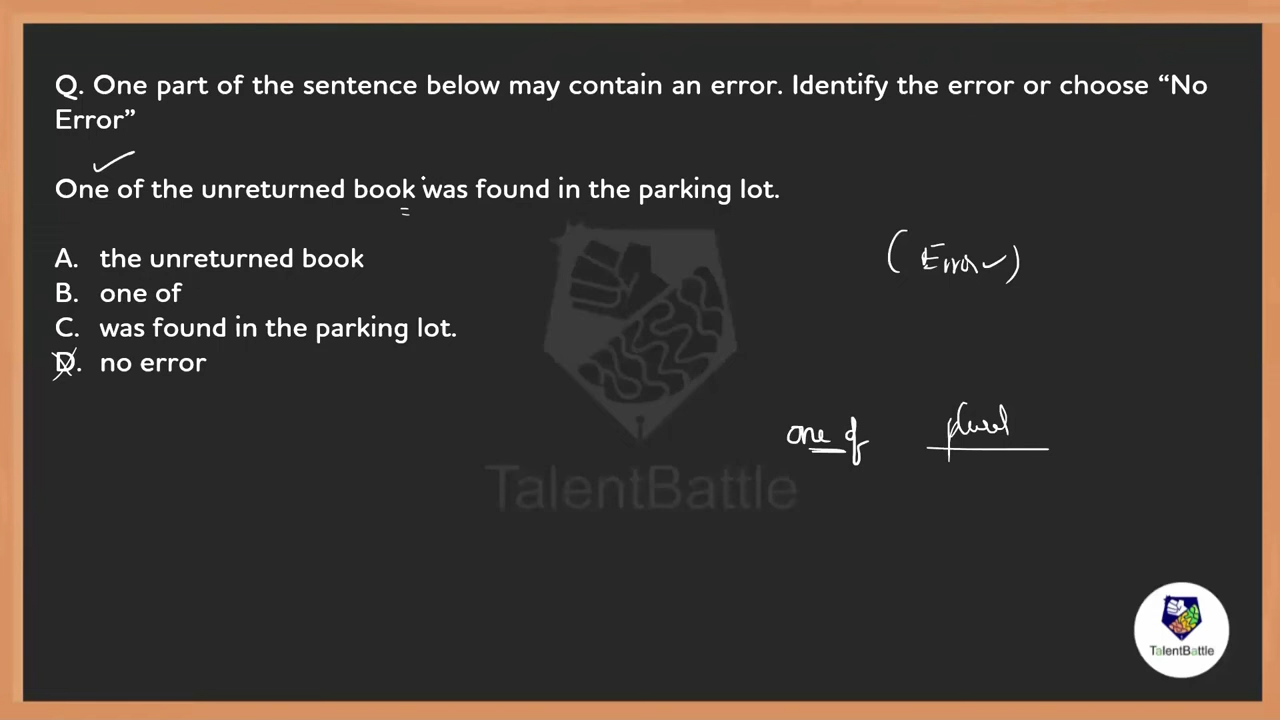 Q. One part of the sentence below may contain an error. Identify the error or choose “No
Error”
One of the unreturned book was found in the parking lot.
A. the unreturned book
B. one of
C. was found in the parking lot.
D. no error
(Error✓)
one of plural
TalentBattle
TalentBattle